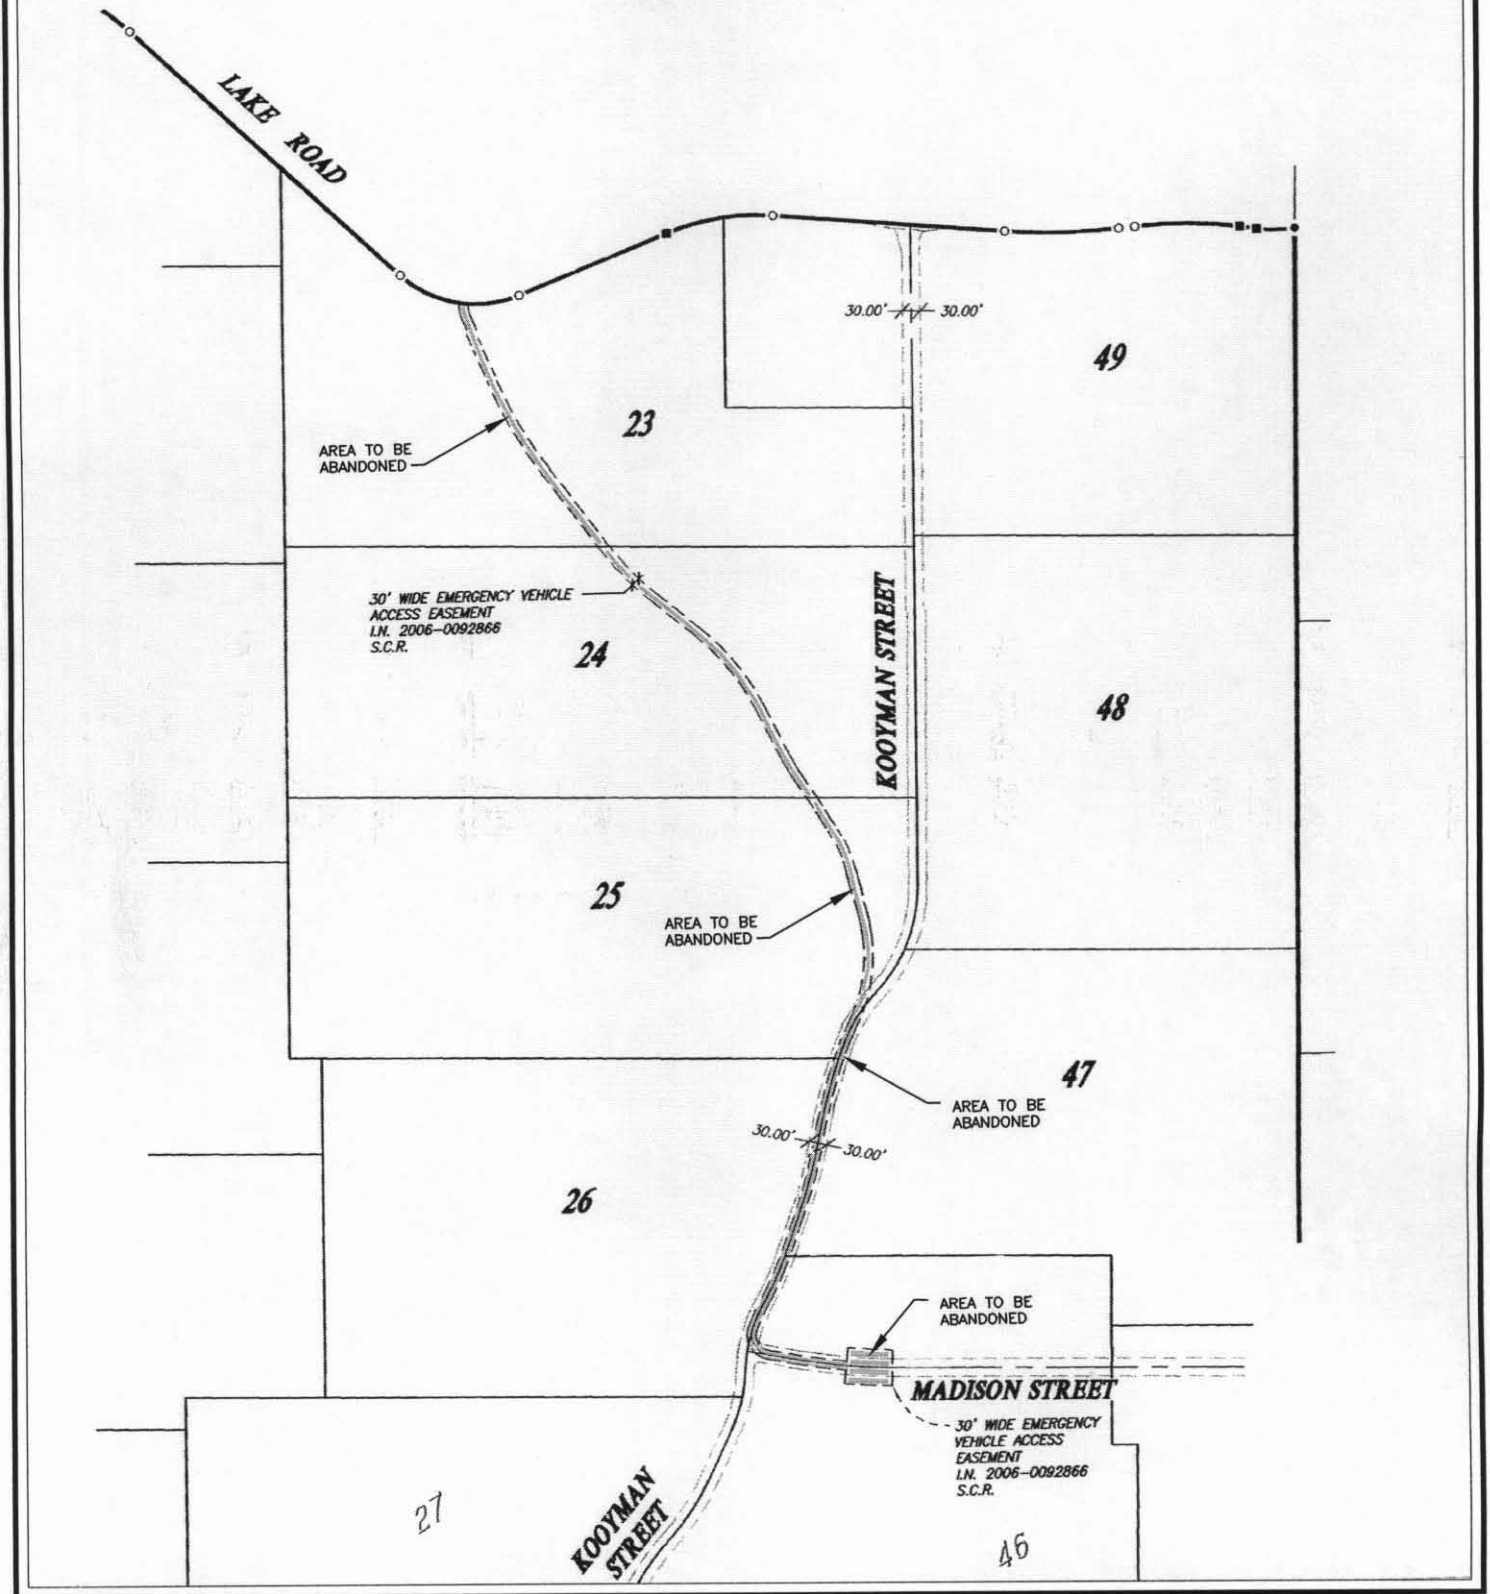 LAKE ROAD
30.00' 30.00'
49
23
AREA TO BE
ABANDONED
30' WIDE EMERGENCY VEHICLE
ACCESS EASEMENT
I.N. 2006-0092866
S.C.R.
24
KOOYMAN STREET
48
25
AREA TO BE
ABANDONED
47
AREA TO BE
ABANDONED
30.00' 30.00'
26
AREA TO BE
ABANDONED
MADISON STREET
30' WIDE EMERGENCY
VEHICLE ACCESS
EASEMENT
I.N. 2006-0092866
S.C.R.
27
KOOYMAN
STREET
46